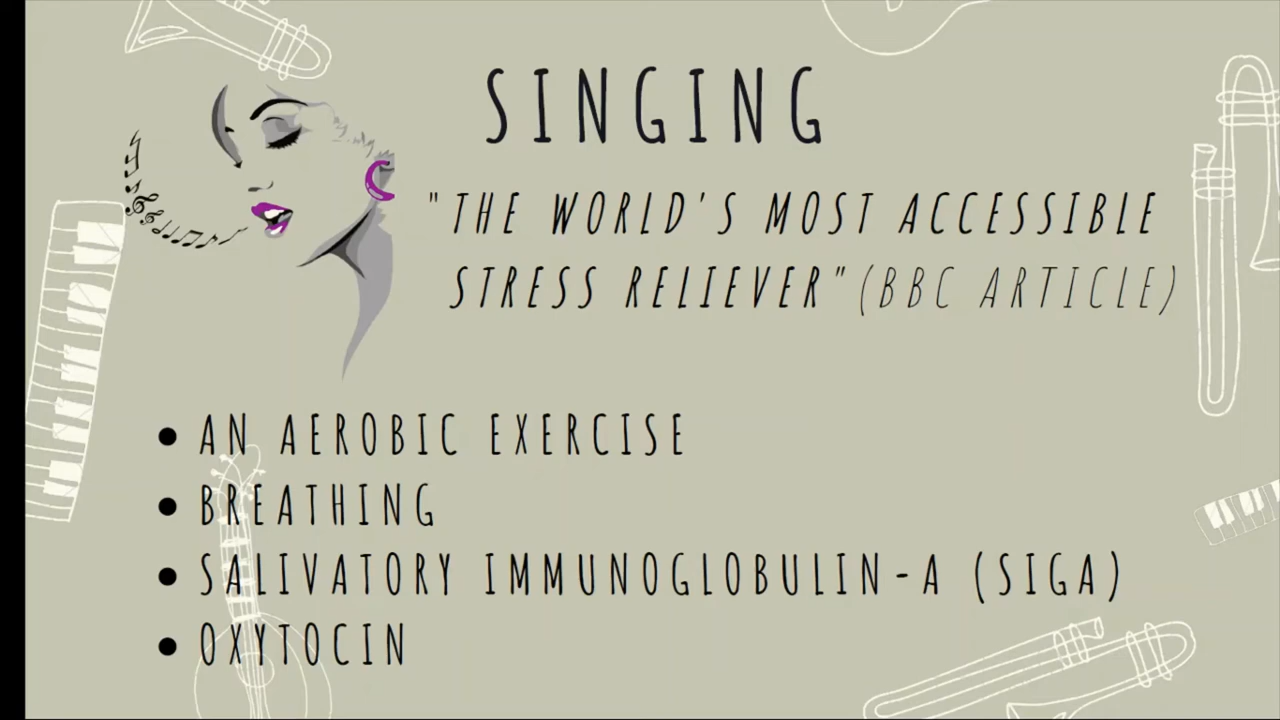 SINGING
"THE WORLD'S MOST ACCESSIBLE
STRESS RELIEVER" (BBC ARTICLE)
• AN AEROBIC EXERCISE
• BREATHING
• SALIVATORY IMMUNOGLOBULIN-A (SIGA)
• OXYTOCIN